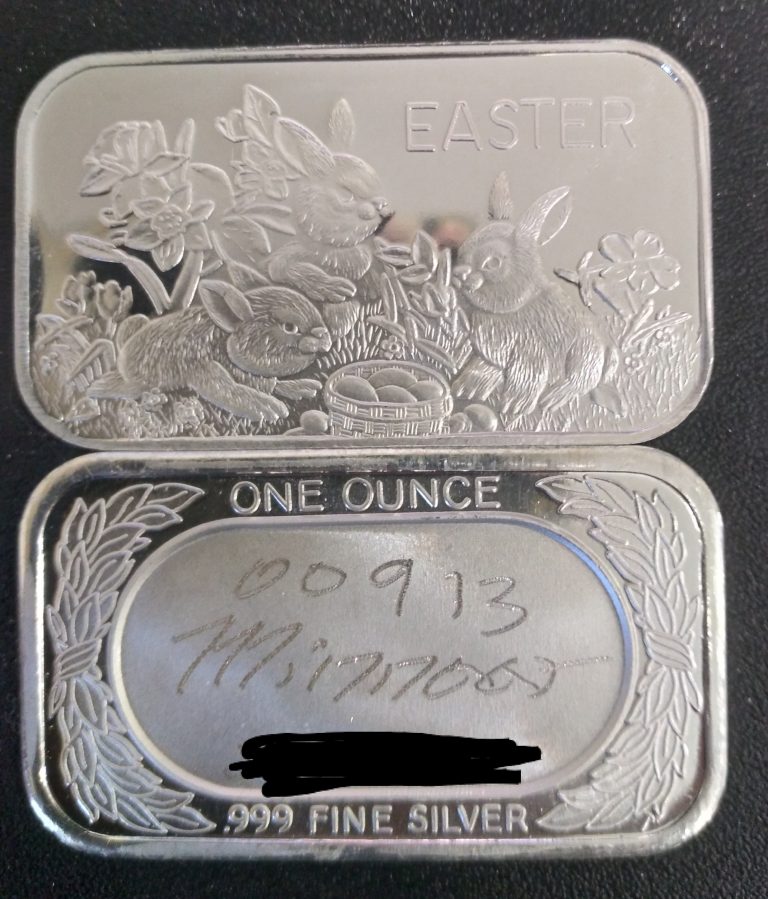 EASTER
ONE OUNCE
00913
.999 FINE SILVER